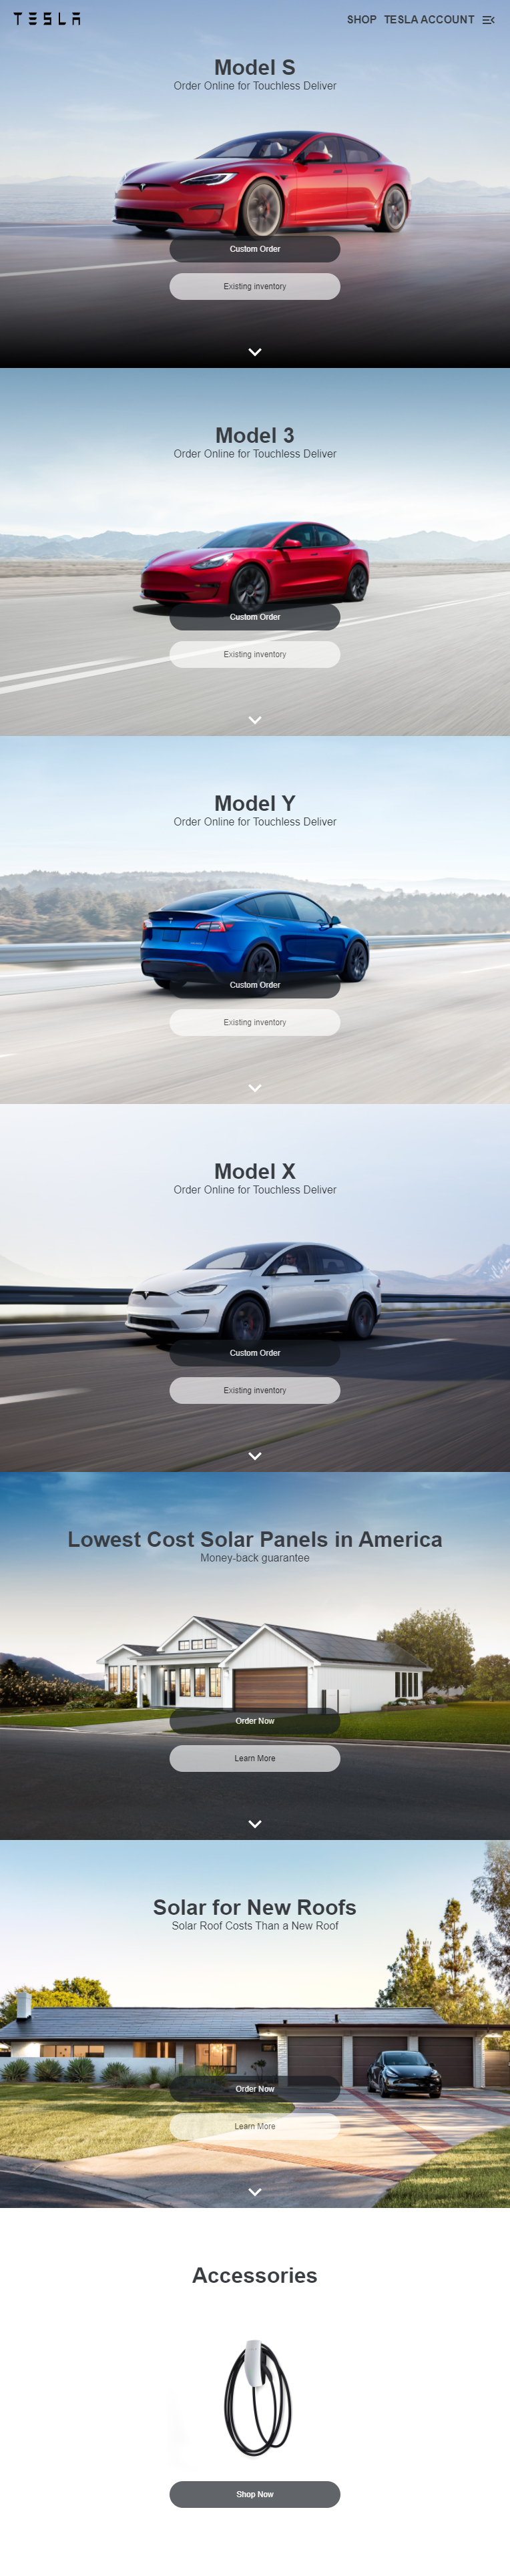 TESLA
SHOP TESLA ACCOUNT
Model S
Order Online for Touchless Deliver
Custom Order
Existing inventory
Model 3
Order Online for Touchless Deliver
Custom Order
Existing inventory
Model Y
Order Online for Touchless Deliver
Custom Order
Existing inventory
Model X
Order Online for Touchless Deliver
Custom Order
Existing inventory
Lowest Cost Solar Panels in America
Money-back guarantee
Order Now
Learn More
Solar for New Roofs
Solar Roof Costs Than a New Roof
Order Now
Learn More
Accessories
Shop Now